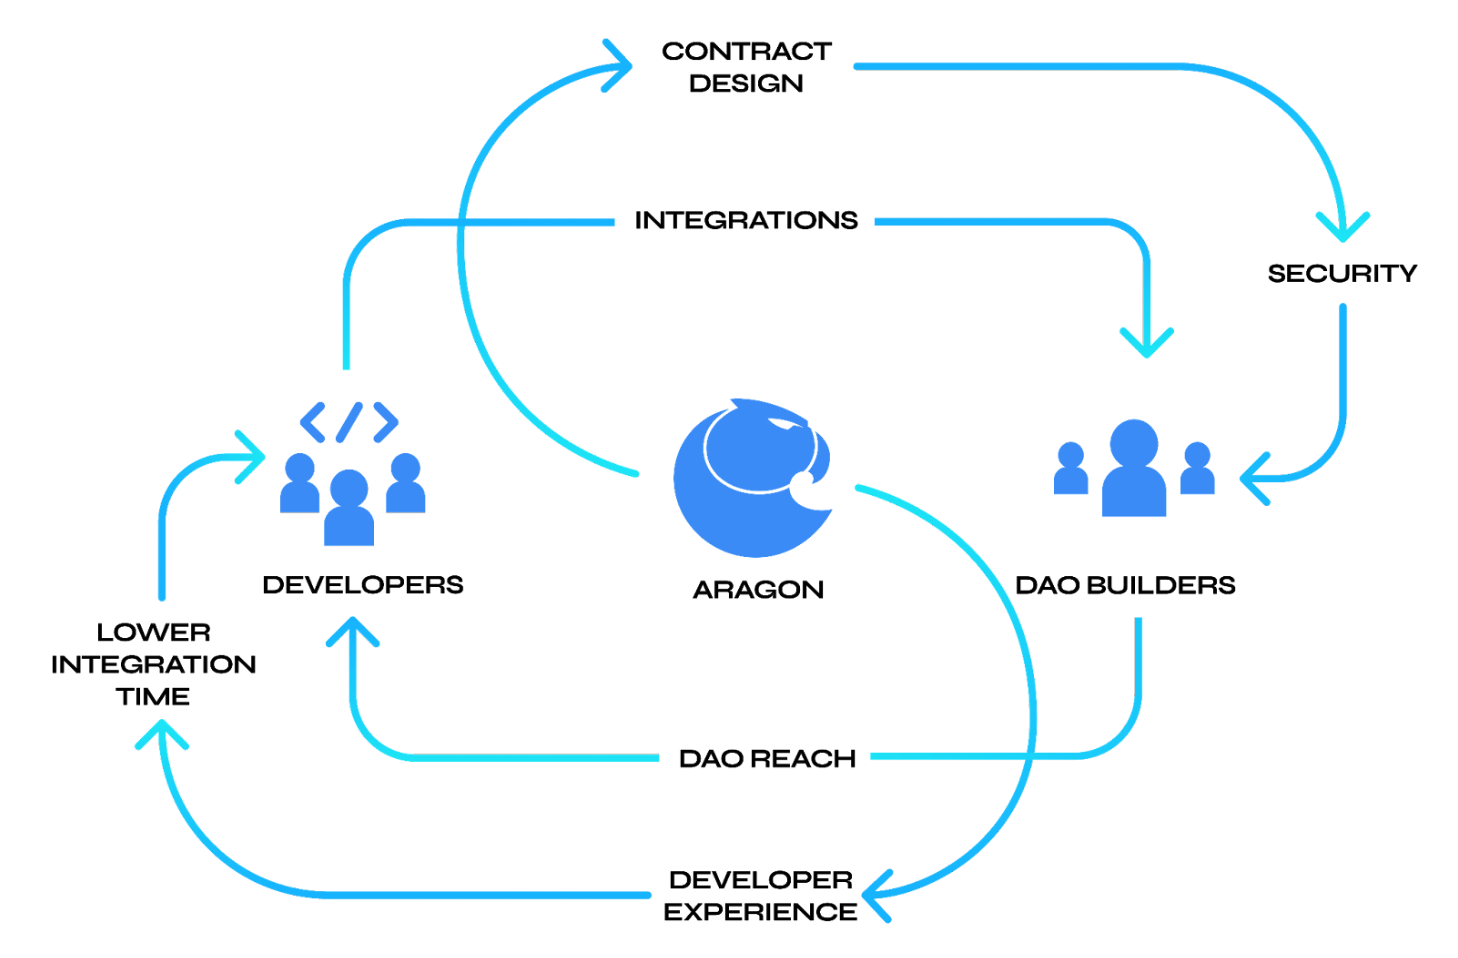 CONTRACT
DESIGN
INTEGRATIONS
SECURITY
DEVELOPERS
ARAGON
DAO BUILDERS
LOWER
INTEGRATION
TIME
DAO REACH
DEVELOPER
EXPERIENCE